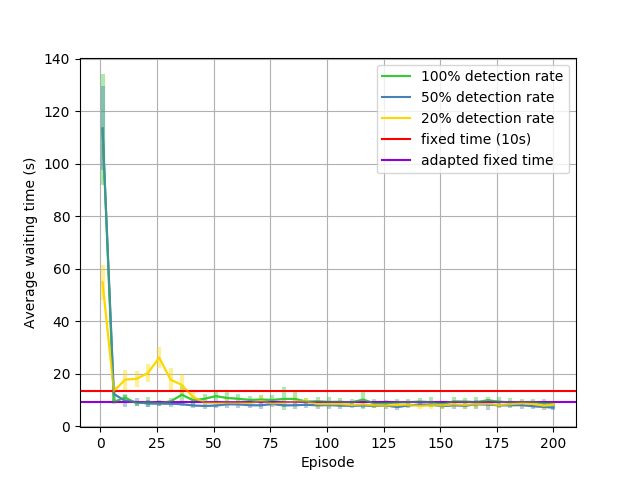 140
120
100
80
60
40
20
0
Average waiting time (s)
100% detection rate
50% detection rate
20% detection rate
fixed time (10s)
adapted fixed time
0 25 50 75 100 125 150 175 200
Episode